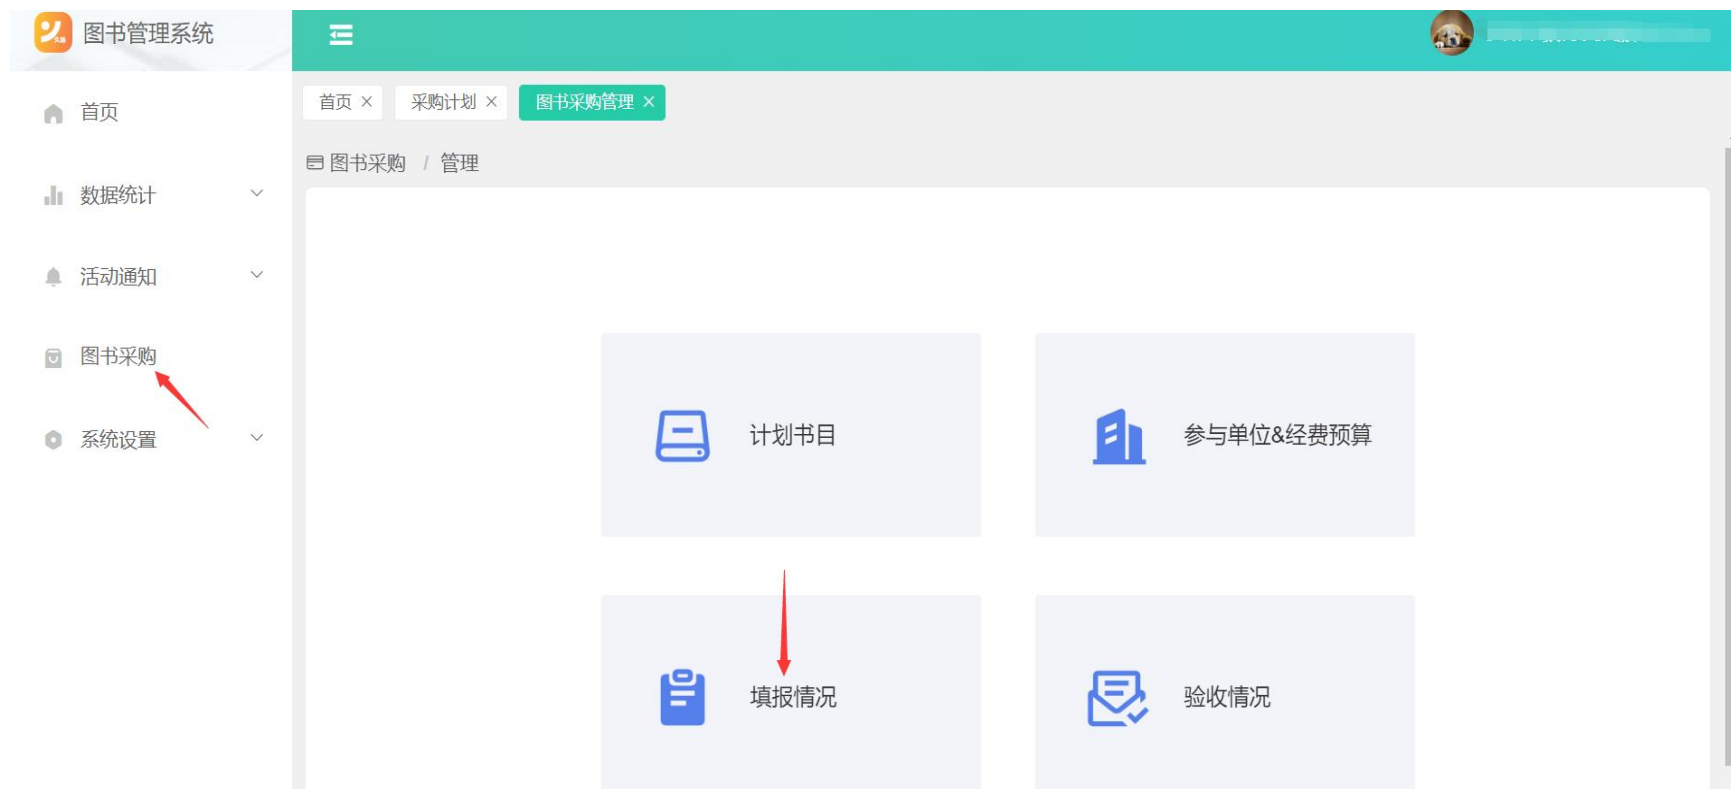 图书管理系统
首页
数据统计
活动通知
图书采购
系统设置
首页 × 采购计划 × 图书采购管理 ×
图书采购 / 管理
计划书目
参与单位&经费预算
填报情况
验收情况